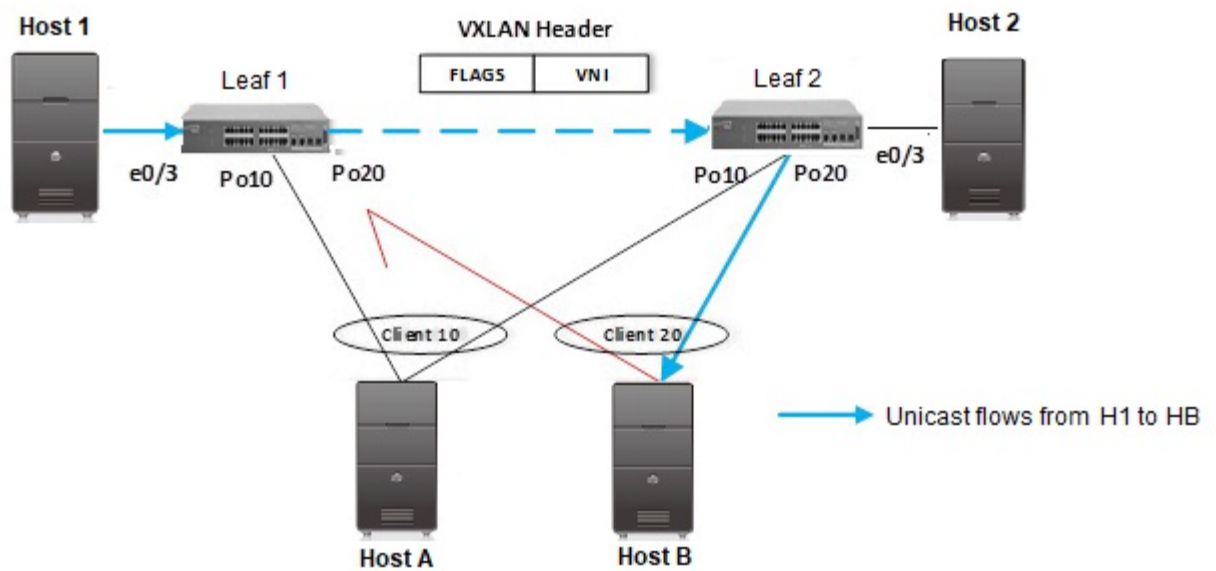 Host 1
VXLAN Header
Host 2
Leaf 1
FLAGS VNI
Leaf 2
e0/3
Po10
Po20
Po10
Po20
e0/3
Client 10
Client 20
Unicast flows from H1 to HB
Host A
Host B